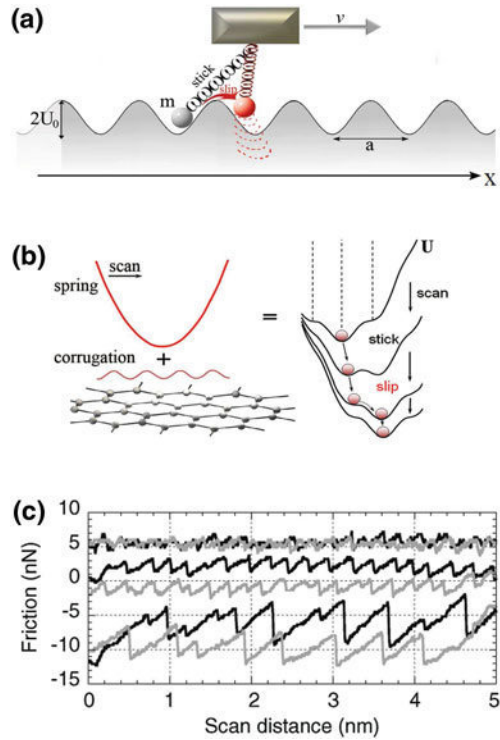 (a)
v
stick
slip
m
2U₀
a
X
(b)
U
scan
spring
scan
=
stick
+
corrugation
slip
(c)
10
5
0
-5
-10
-15
Friction (nN)
0 1 2 3 4 5
Scan distance (nm)